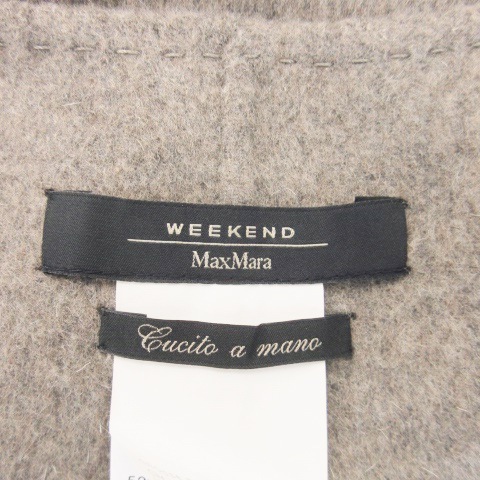 WEEKEND
MaxMara
Cucito a mano